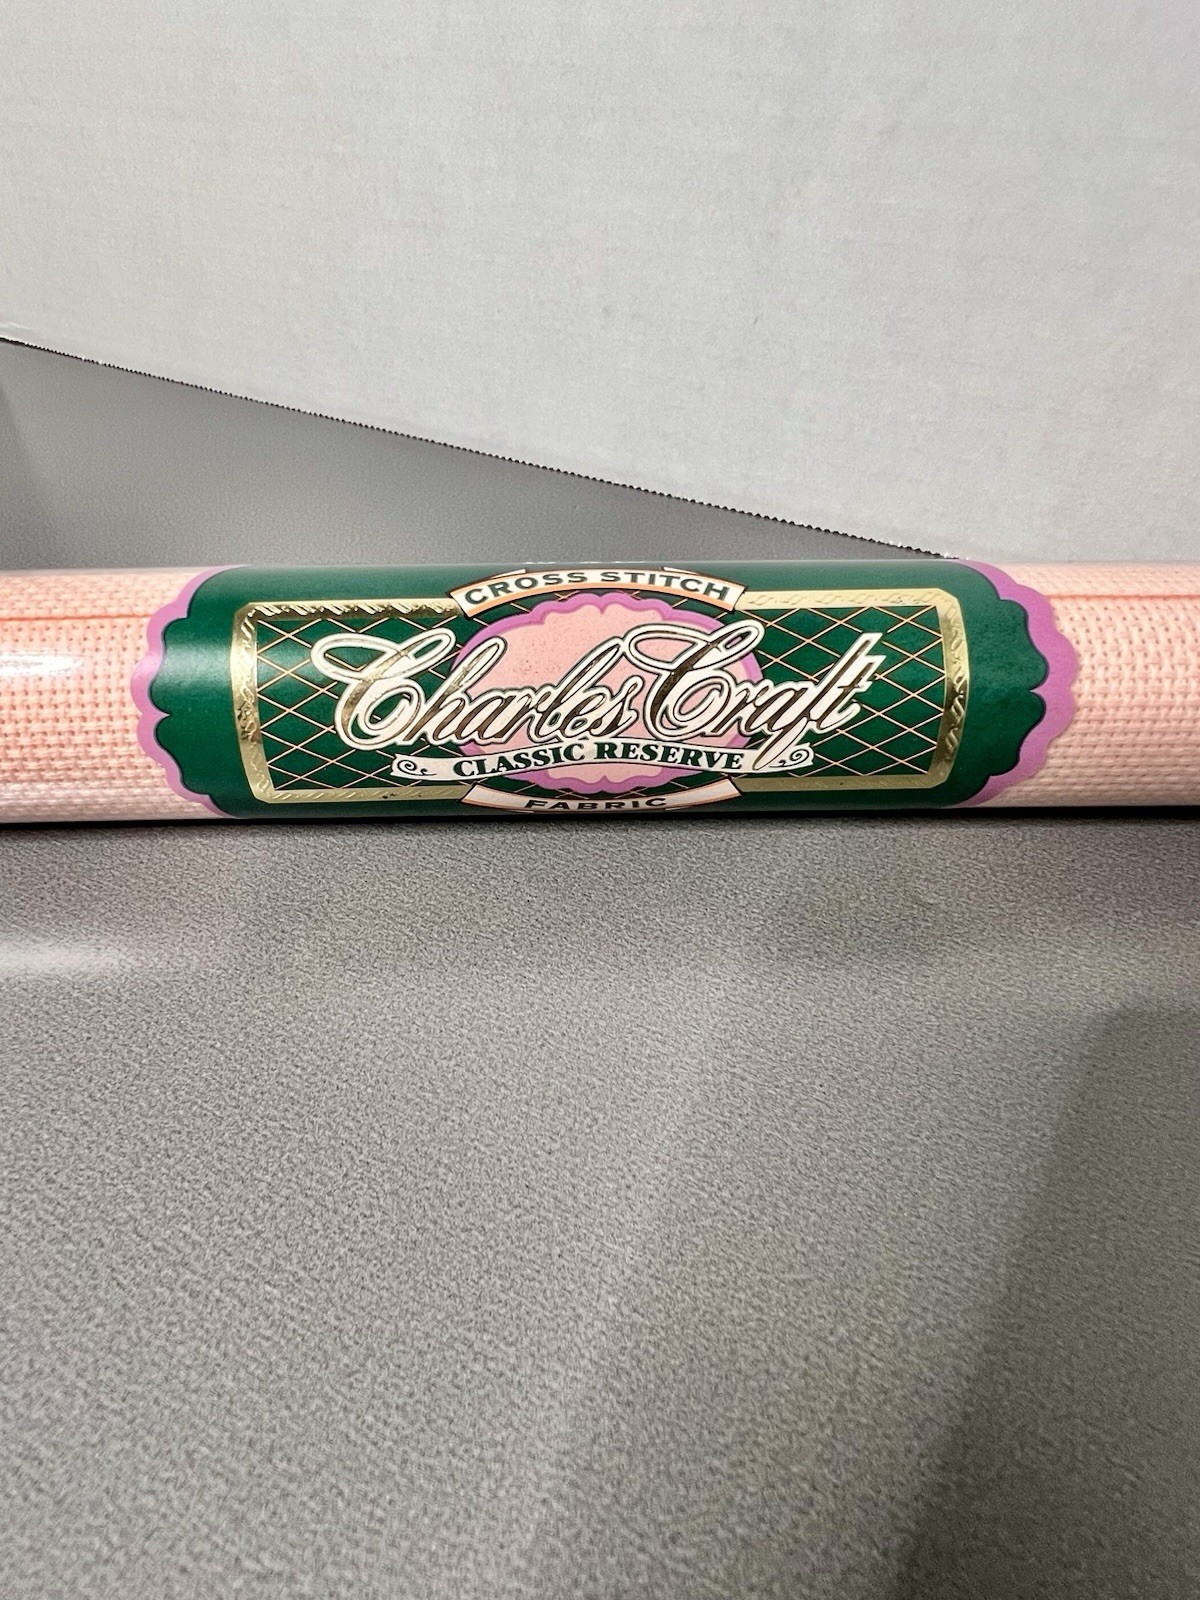 CROSS STITCH
Charles Craft
CLASSIC RESERVE
FABRIC